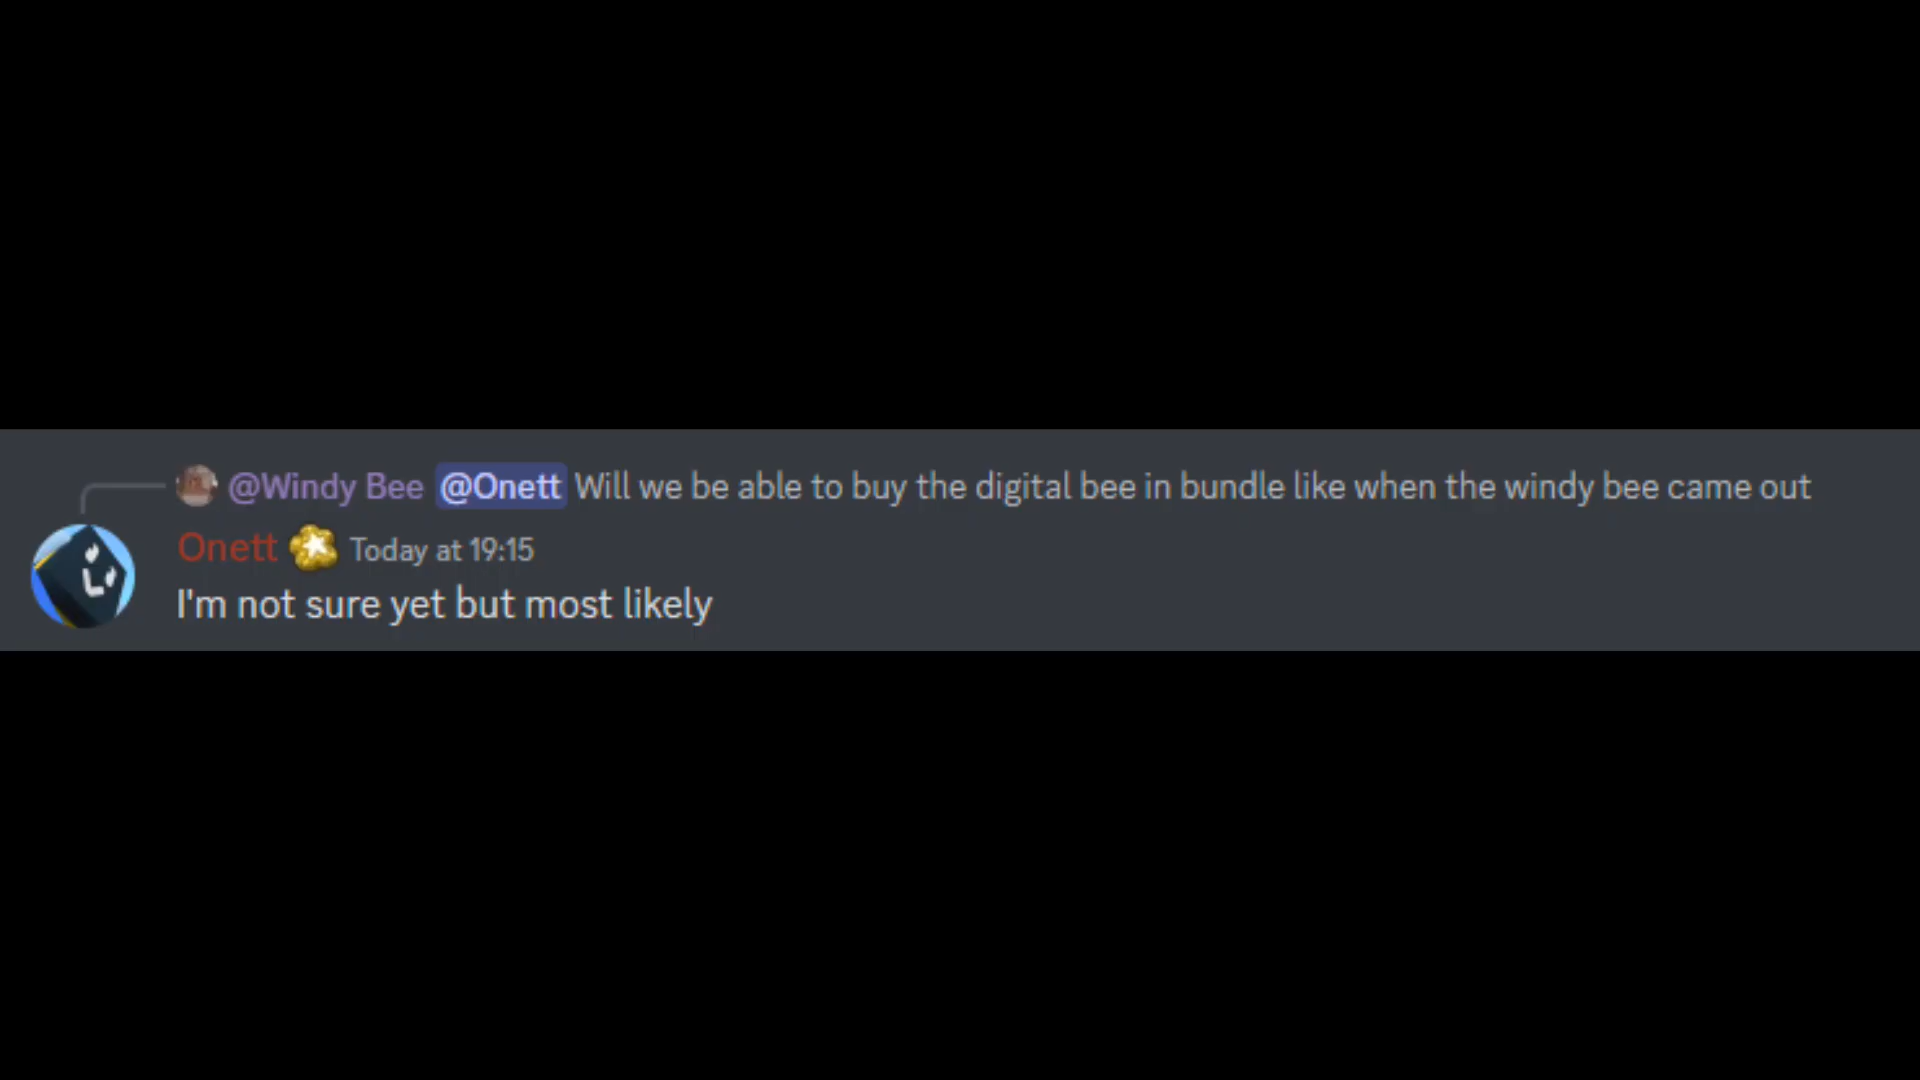 @Windy Bee @Onett Will we be able to buy the digital bee in bundle like when the windy bee came out
Onett Today at 19:15
I'm not sure yet but most likely